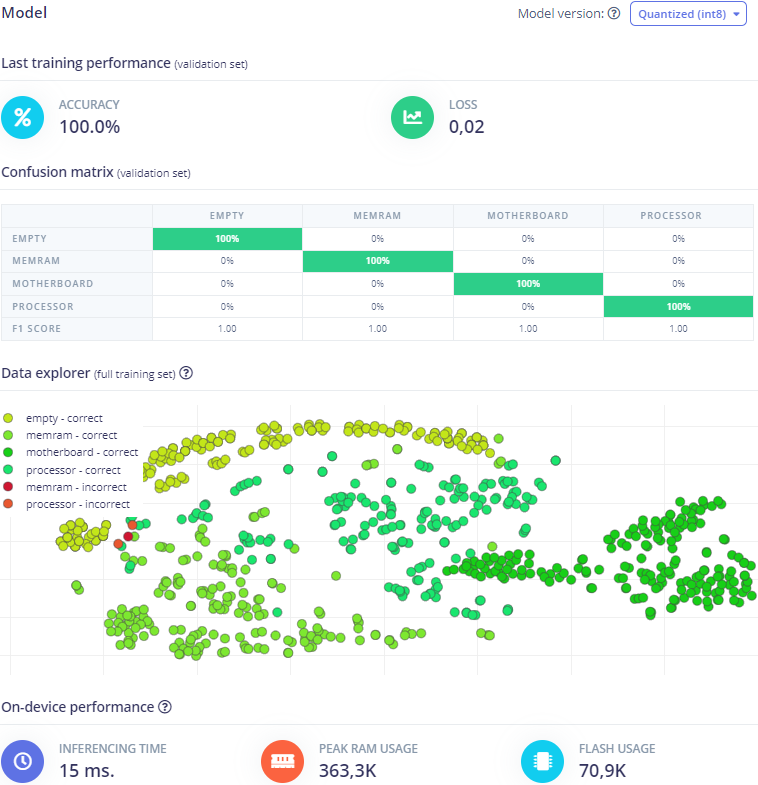 Model
Model version: Quantized (int8)
Last training performance (validation set)
% ACCURACY
100.0%
LOSS
0,02
Confusion matrix (validation set)
EMPTY MEMRAM MOTHERBOARD PROCESSOR
EMPTY 100% 0% 0% 0%
MEMRAM 0% 100% 0% 0%
MOTHERBOARD 0% 0% 100% 0%
PROCESSOR 0% 0% 0% 100%
F1 SCORE 1.00 1.00 1.00 1.00
Data explorer (full training set)
empty - correct
memram - correct
motherboard - correct
processor - correct
memram - incorrect
processor - incorrect
On-device performance
INFERENCING TIME
15 ms.
PEAK RAM USAGE
363,3K
FLASH USAGE
70,9K